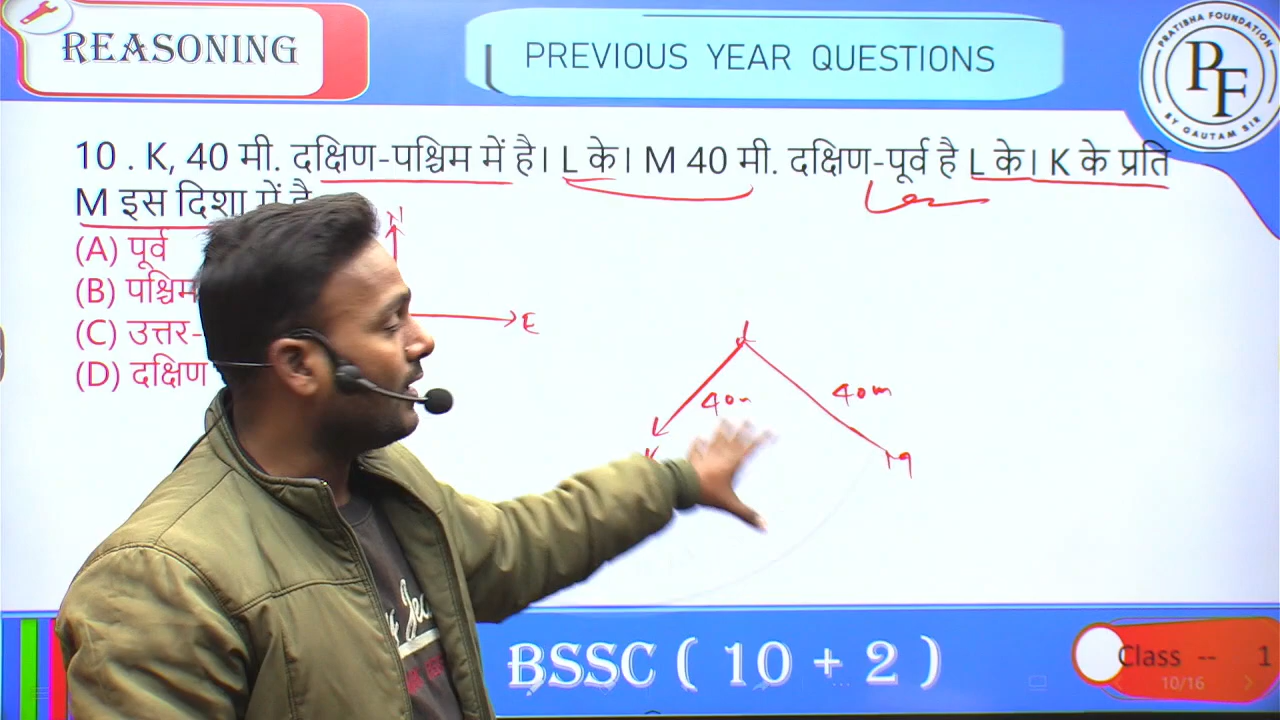 REASONING
PREVIOUS YEAR QUESTIONS
PRATIBHA FOUNDATION
PF
BY GAUTAM SIR
10 . K, 40 मी. दक्षिण-पश्चिम में है। L के। M 40 मी. दक्षिण-पूर्व है L के। K के प्रति
M इस दिशा में है
(A) पूर्व
(B) पश्चिम
(C) उत्तर-
(D) दक्षिण
N
E
L
40m
40m
K
M
BSSC ( 10 + 2 )
Class -- 1
10/16